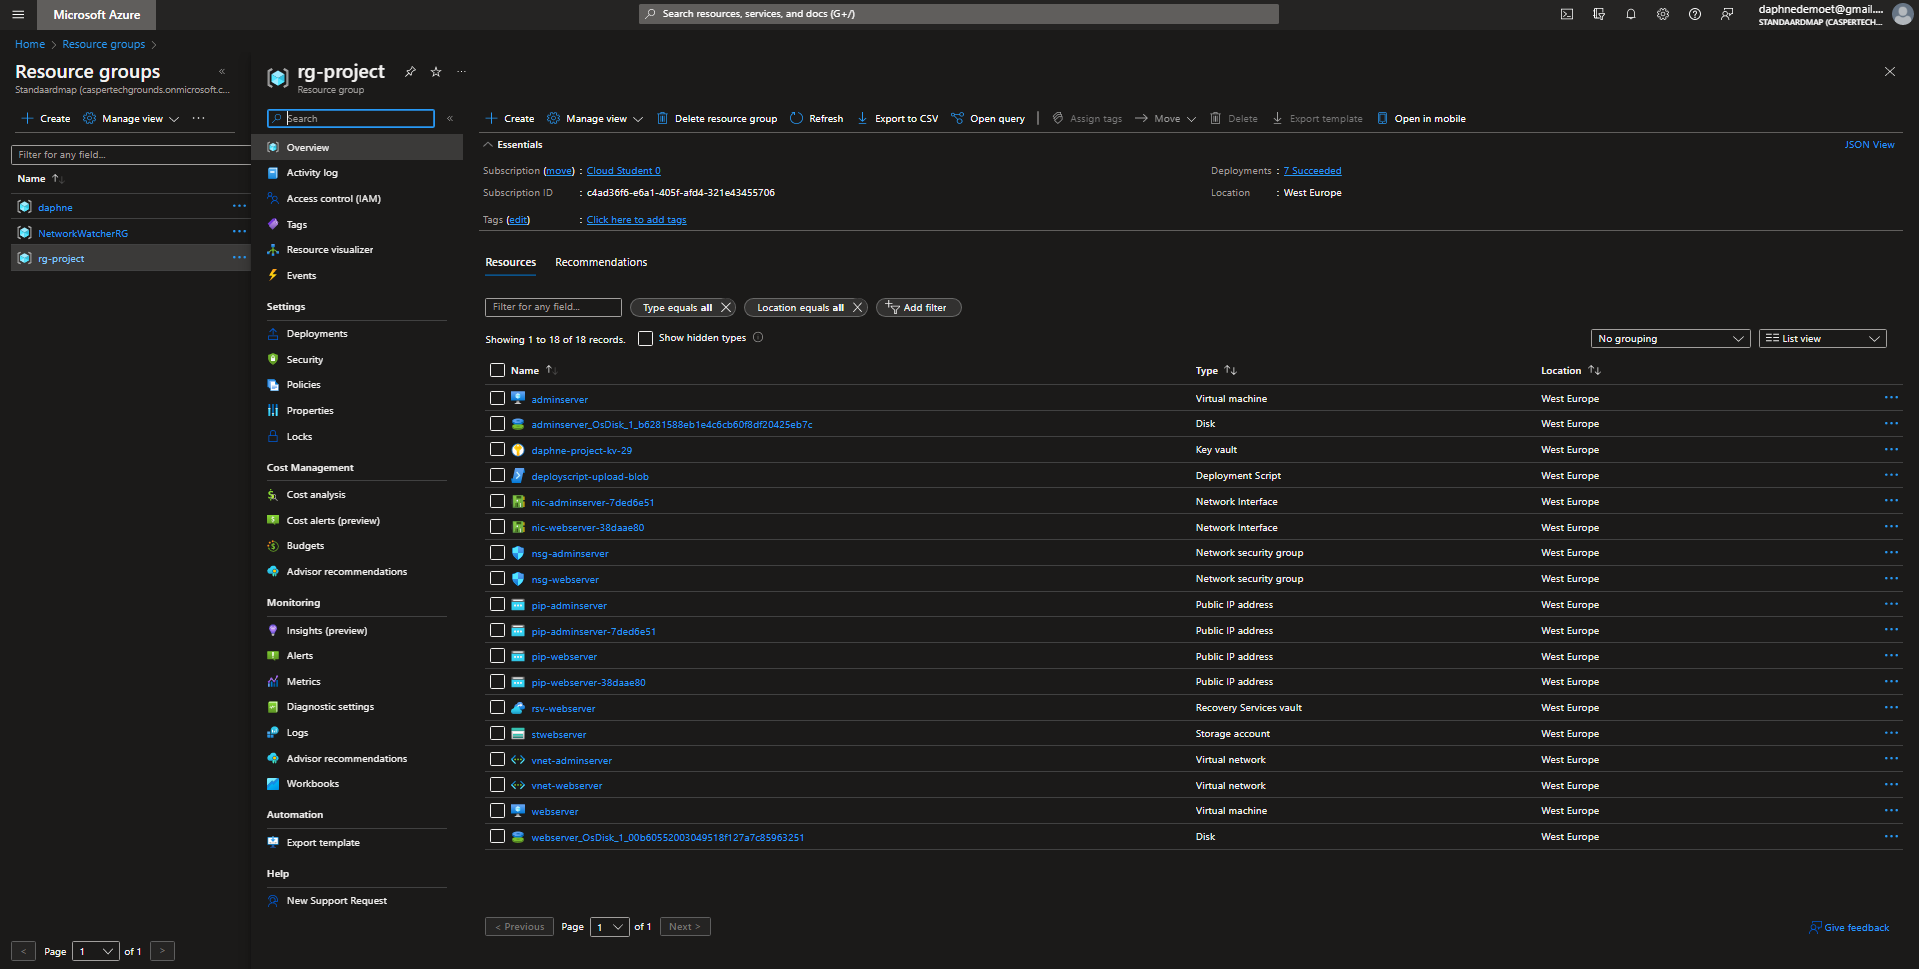 Microsoft Azure
Search resources, services, and docs (G+/)
daphnedemoet@gmail....
STANDAARDMAP (CASPERTECH...
Home > Resource groups >
Resource groups
Standaardmap (caspertechgrounds.onmicrosoft.c...
Create Manage view ...
Filter for any field...
Name
daphne ...
NetworkWatcherRG ...
rg-project ...
< Page 1 of 1 >
rg-project ...
Resource group
Search
Overview
Activity log
Access control (IAM)
Tags
Resource visualizer
Events
Settings
Deployments
Security
Policies
Properties
Locks
Cost Management
Cost analysis
Cost alerts (preview)
Budgets
Advisor recommendations
Monitoring
Insights (preview)
Alerts
Metrics
Diagnostic settings
Logs
Advisor recommendations
Workbooks
Automation
Export template
Help
New Support Request
Create Manage view Delete resource group Refresh Export to CSV Open query Assign tags Move Delete Export template Open in mobile
Essentials
JSON View
Subscription (move) : Cloud Student 0
Deployments : 7 Succeeded
Subscription ID : c4ad36f6-e6a1-405f-afd4-321e43455706
Location : West Europe
Tags (edit) : Click here to add tags
Resources Recommendations
Filter for any field... Type equals all Location equals all Add filter
Showing 1 to 18 of 18 records. Show hidden types
No grouping List view
Name Type Location
adminserver Virtual machine West Europe ...
adminserver_OsDisk_1_b6281588eb1e4c6cb60f8df20425eb7c Disk West Europe ...
daphne-project-kv-29 Key vault West Europe ...
deployscript-upload-blob Deployment Script West Europe ...
nic-adminserver-7ded6e51 Network Interface West Europe ...
nic-webserver-38daae80 Network Interface West Europe ...
nsg-adminserver Network security group West Europe ...
nsg-webserver Network security group West Europe ...
pip-adminserver Public IP address West Europe ...
pip-adminserver-7ded6e51 Public IP address West Europe ...
pip-webserver Public IP address West Europe ...
pip-webserver-38daae80 Public IP address West Europe ...
rsv-webserver Recovery Services vault West Europe ...
stwebserver Storage account West Europe ...
vnet-adminserver Virtual network West Europe ...
vnet-webserver Virtual network West Europe ...
webserver Virtual machine West Europe ...
webserver_OsDisk_1_00b60552003049518f127a7c85963251 Disk West Europe ...
< Previous Page 1 of 1 Next >
Give feedback